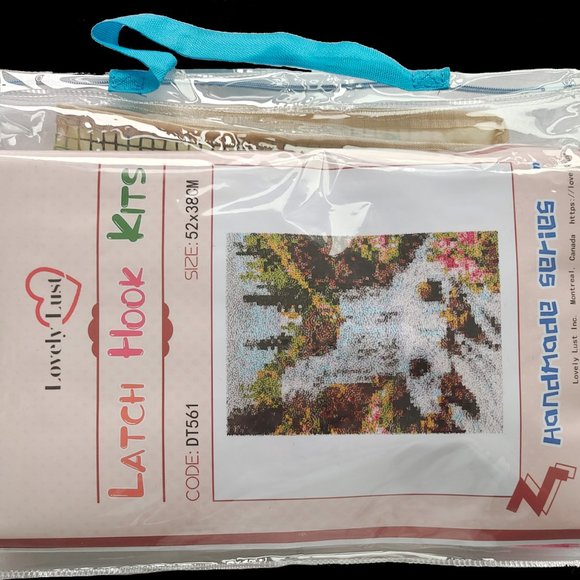 Lovely Lust
LATCH HOOK KITS
CODE: DT561 SIZE: 52x38CM
HANDMADE SERIES
Lovely Lust Inc. Montreal, Canada https://love